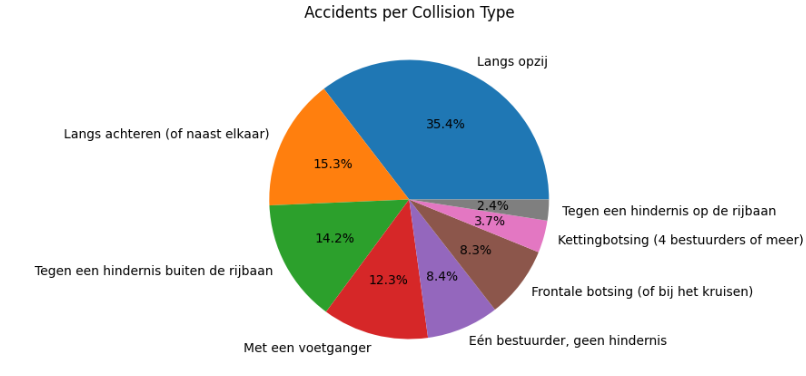 Accidents per Collision Type
Langs opzij
35.4%
Langs achteren (of naast elkaar)
15.3%
Tegen een hindernis buiten de rijbaan
14.2%
Met een voetganger
12.3%
Eén bestuurder, geen hindernis
8.4%
Frontale botsing (of bij het kruisen)
8.3%
Kettingbotsing (4 bestuurders of meer)
3.7%
Tegen een hindernis op de rijbaan
2.4%